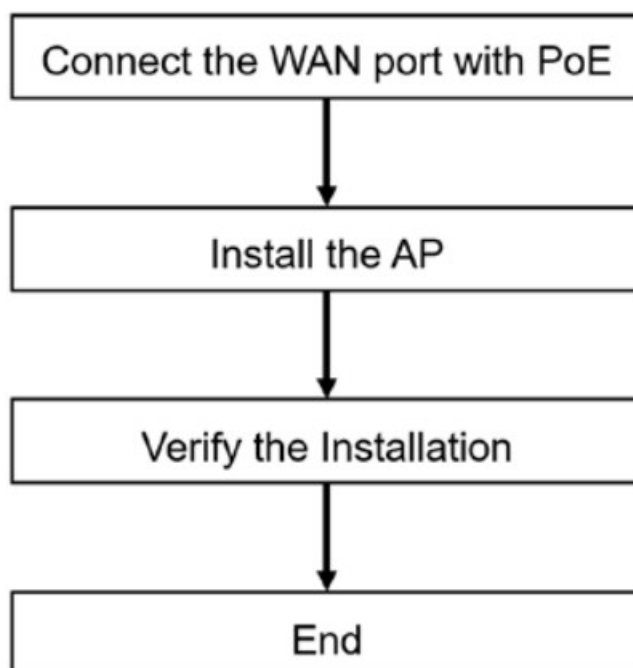 Connect the WAN port with PoE
Install the AP
Verify the Installation
End